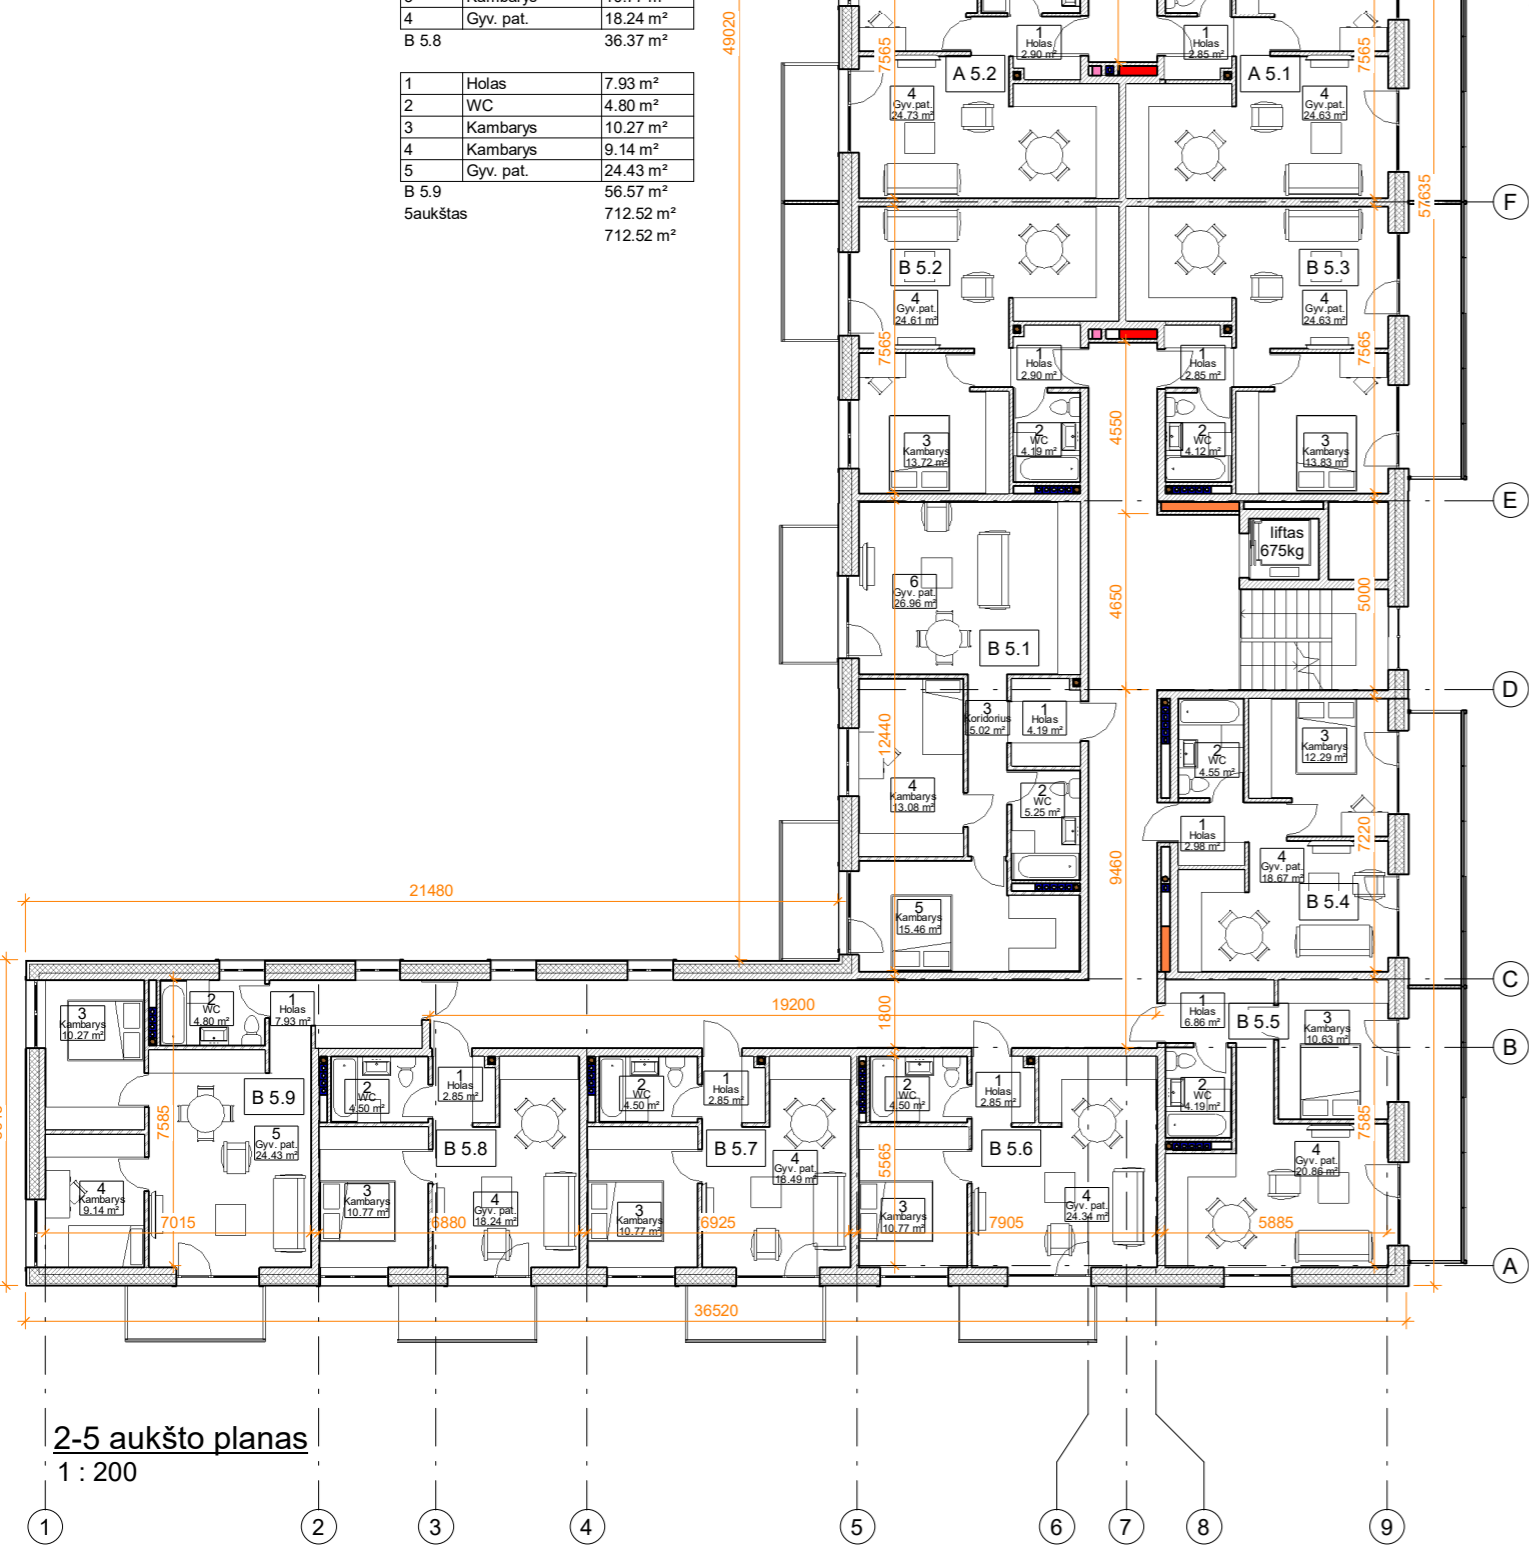 4 Gyv. pat. 18.24 m²
B 5.8 36.37 m²
1 Holas 7.93 m²
2 WC 4.80 m²
3 Kambarys 10.27 m²
4 Kambarys 9.14 m²
5 Gyv. pat. 24.43 m²
B 5.9 56.57 m²
5aukštas 712.52 m²
712.52 m²
49020
7565
1
Holas
2.90 m²
1
Holas
2.85 m²
7565
A 5.2
A 5.1
4
Gyv.pat.
24.73 m²
4
Gyv.pat.
24.63 m²
57635
F
B 5.2
B 5.3
4
Gyv.pat.
24.61 m²
4
Gyv.pat.
24.63 m²
7565
1
Holas
2.90 m²
1
Holas
2.85 m²
7565
4550
3
Kambarys
13.72 m²
2
WC
4.19 m²
2
WC
4.12 m²
3
Kambarys
13.83 m²
E
liftas
675kg
6
Gyv. pat.
26.96 m²
4650
5000
B 5.1
D
3
Koridorius
5.02 m²
1
Holas
4.19 m²
12440
2
WC
4.55 m²
3
Kambarys
12.29 m²
4
Kambarys
13.08 m²
2
WC
5.25 m²
1
Holas
2.98 m²
7220
9460
4
Gyv. pat.
18.67 m²
B 5.4
21480
5
Kambarys
15.46 m²
C
3
Kambarys
10.27 m²
2
WC
4.80 m²
1
Holas
7.93 m²
19200
1800
1
Holas
6.86 m²
B 5.5
3
Kambarys
10.63 m²
B
B 5.9
2
WC
4.50 m²
1
Holas
2.85 m²
2
WC
4.50 m²
1
Holas
2.85 m²
2
WC
4.50 m²
1
Holas
2.85 m²
2
WC
4.19 m²
7585
7585
5
Gyv. pat.
24.43 m²
B 5.8
B 5.7
B 5.6
5565
4
Gyv. pat.
18.49 m²
4
Gyv. pat.
20.86 m²
4
Kambarys
9.14 m²
3
Kambarys
10.77 m²
4
Gyv. pat.
18.24 m²
3
Kambarys
10.77 m²
3
Kambarys
10.77 m²
4
Gyv. pat.
24.34 m²
7015
6880
6925
7905
5885
A
36520
2-5 aukšto planas
1 : 200
1 2 3 4 5 6 7 8 9